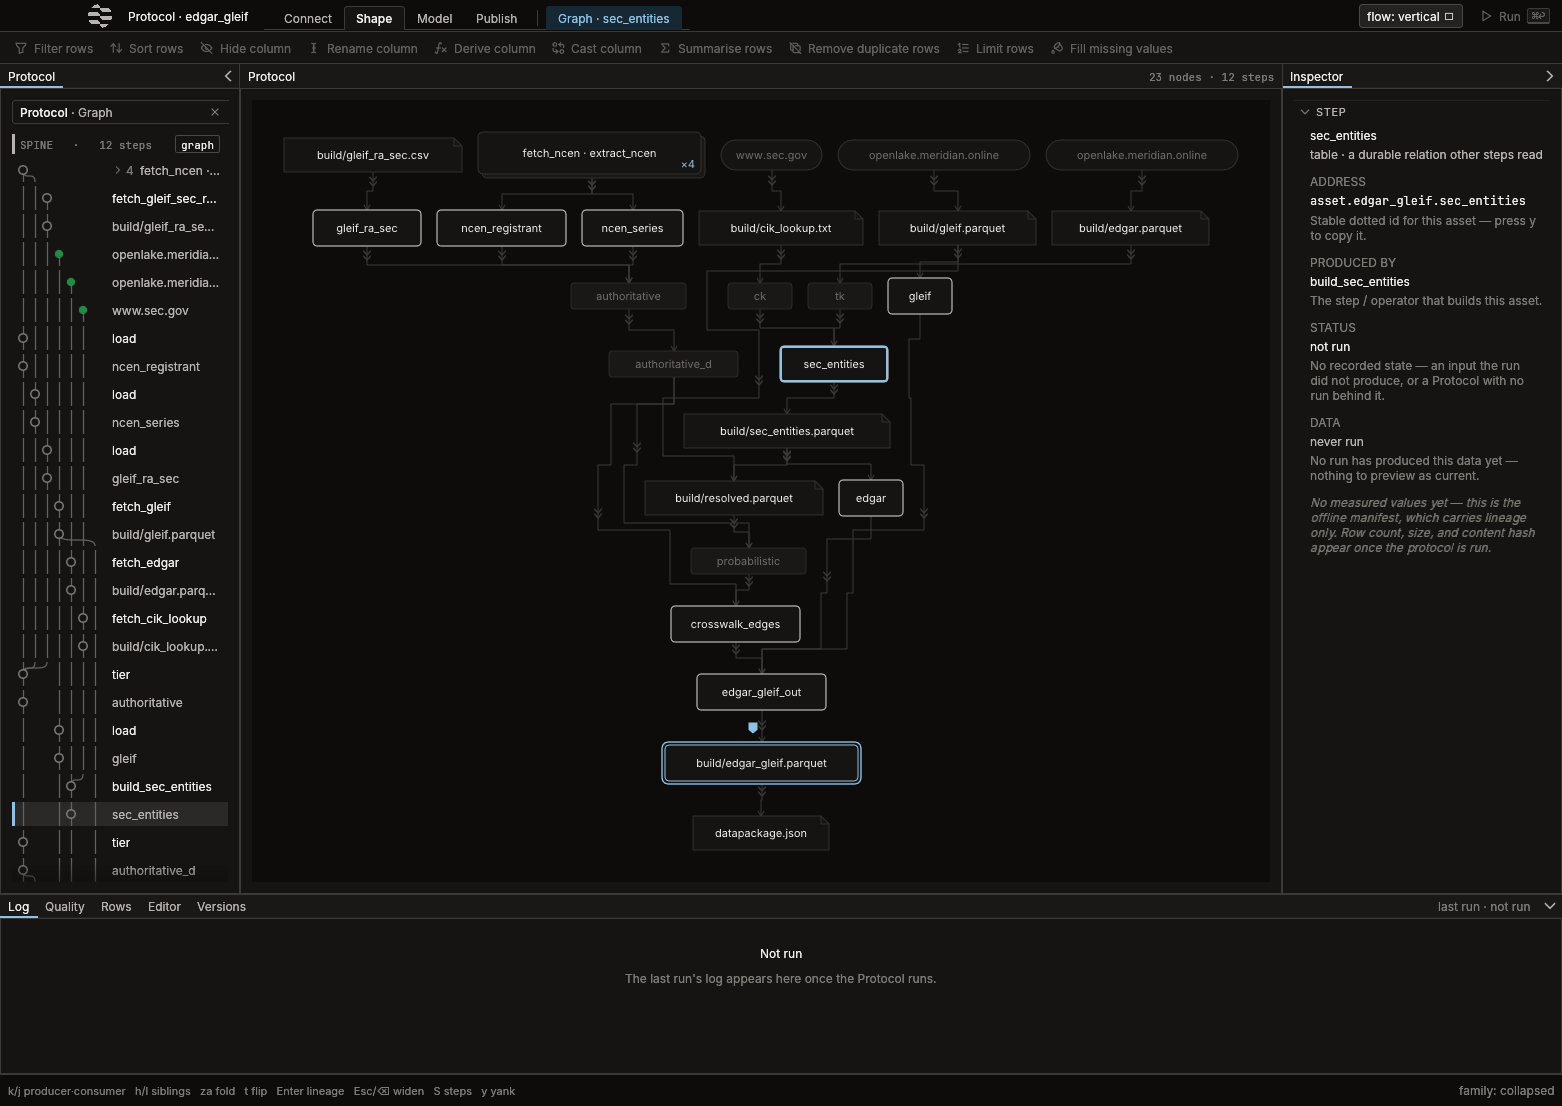 Protocol · edgar_gleif
Connect
Shape
Model
Publish
Graph · sec_entities
flow: vertical
Run
Filter rows
Sort rows
Hide column
Rename column
Derive column
Cast column
Summarise rows
Remove duplicate rows
Limit rows
Fill missing values
Protocol
Protocol
23 nodes · 12 steps
Inspector
Protocol · Graph
SPINE · 12 steps
graph
4 fetch_ncen ·...
fetch_gleif_sec_r...
build/gleif_ra_se...
openlake.meridia...
openlake.meridia...
www.sec.gov
load
ncen_registrant
load
ncen_series
load
gleif_ra_sec
fetch_gleif
build/gleif.parquet
fetch_edgar
build/edgar.parq...
fetch_cik_lookup
build/cik_lookup....
tier
authoritative
load
gleif
build_sec_entities
sec_entities
tier
authoritative_d
build/gleif_ra_sec.csv
fetch_ncen · extract_ncen
×4
www.sec.gov
openlake.meridian.online
openlake.meridian.online
gleif_ra_sec
ncen_registrant
ncen_series
build/cik_lookup.txt
build/gleif.parquet
build/edgar.parquet
authoritative
ck
tk
gleif
authoritative_d
sec_entities
build/sec_entities.parquet
build/resolved.parquet
edgar
probabilistic
crosswalk_edges
edgar_gleif_out
build/edgar_gleif.parquet
datapackage.json
STEP
sec_entities
table · a durable relation other steps read
ADDRESS
asset.edgar_gleif.sec_entities
Stable dotted id for this asset — press y
to copy it.
PRODUCED BY
build_sec_entities
The step / operator that builds this asset.
STATUS
not run
No recorded state — an input the run
did not produce, or a Protocol with no
run behind it.
DATA
never run
No run has produced this data yet —
nothing to preview as current.
No measured values yet — this is the
offline manifest, which carries lineage
only. Row count, size, and content hash
appear once the protocol is run.
Log
Quality
Rows
Editor
Versions
last run · not run
Not run
The last run's log appears here once the Protocol runs.
k/j producer·consumer
h/l siblings
za fold
t flip
Enter lineage
Esc/⌫ widen
S steps
y yank
family: collapsed